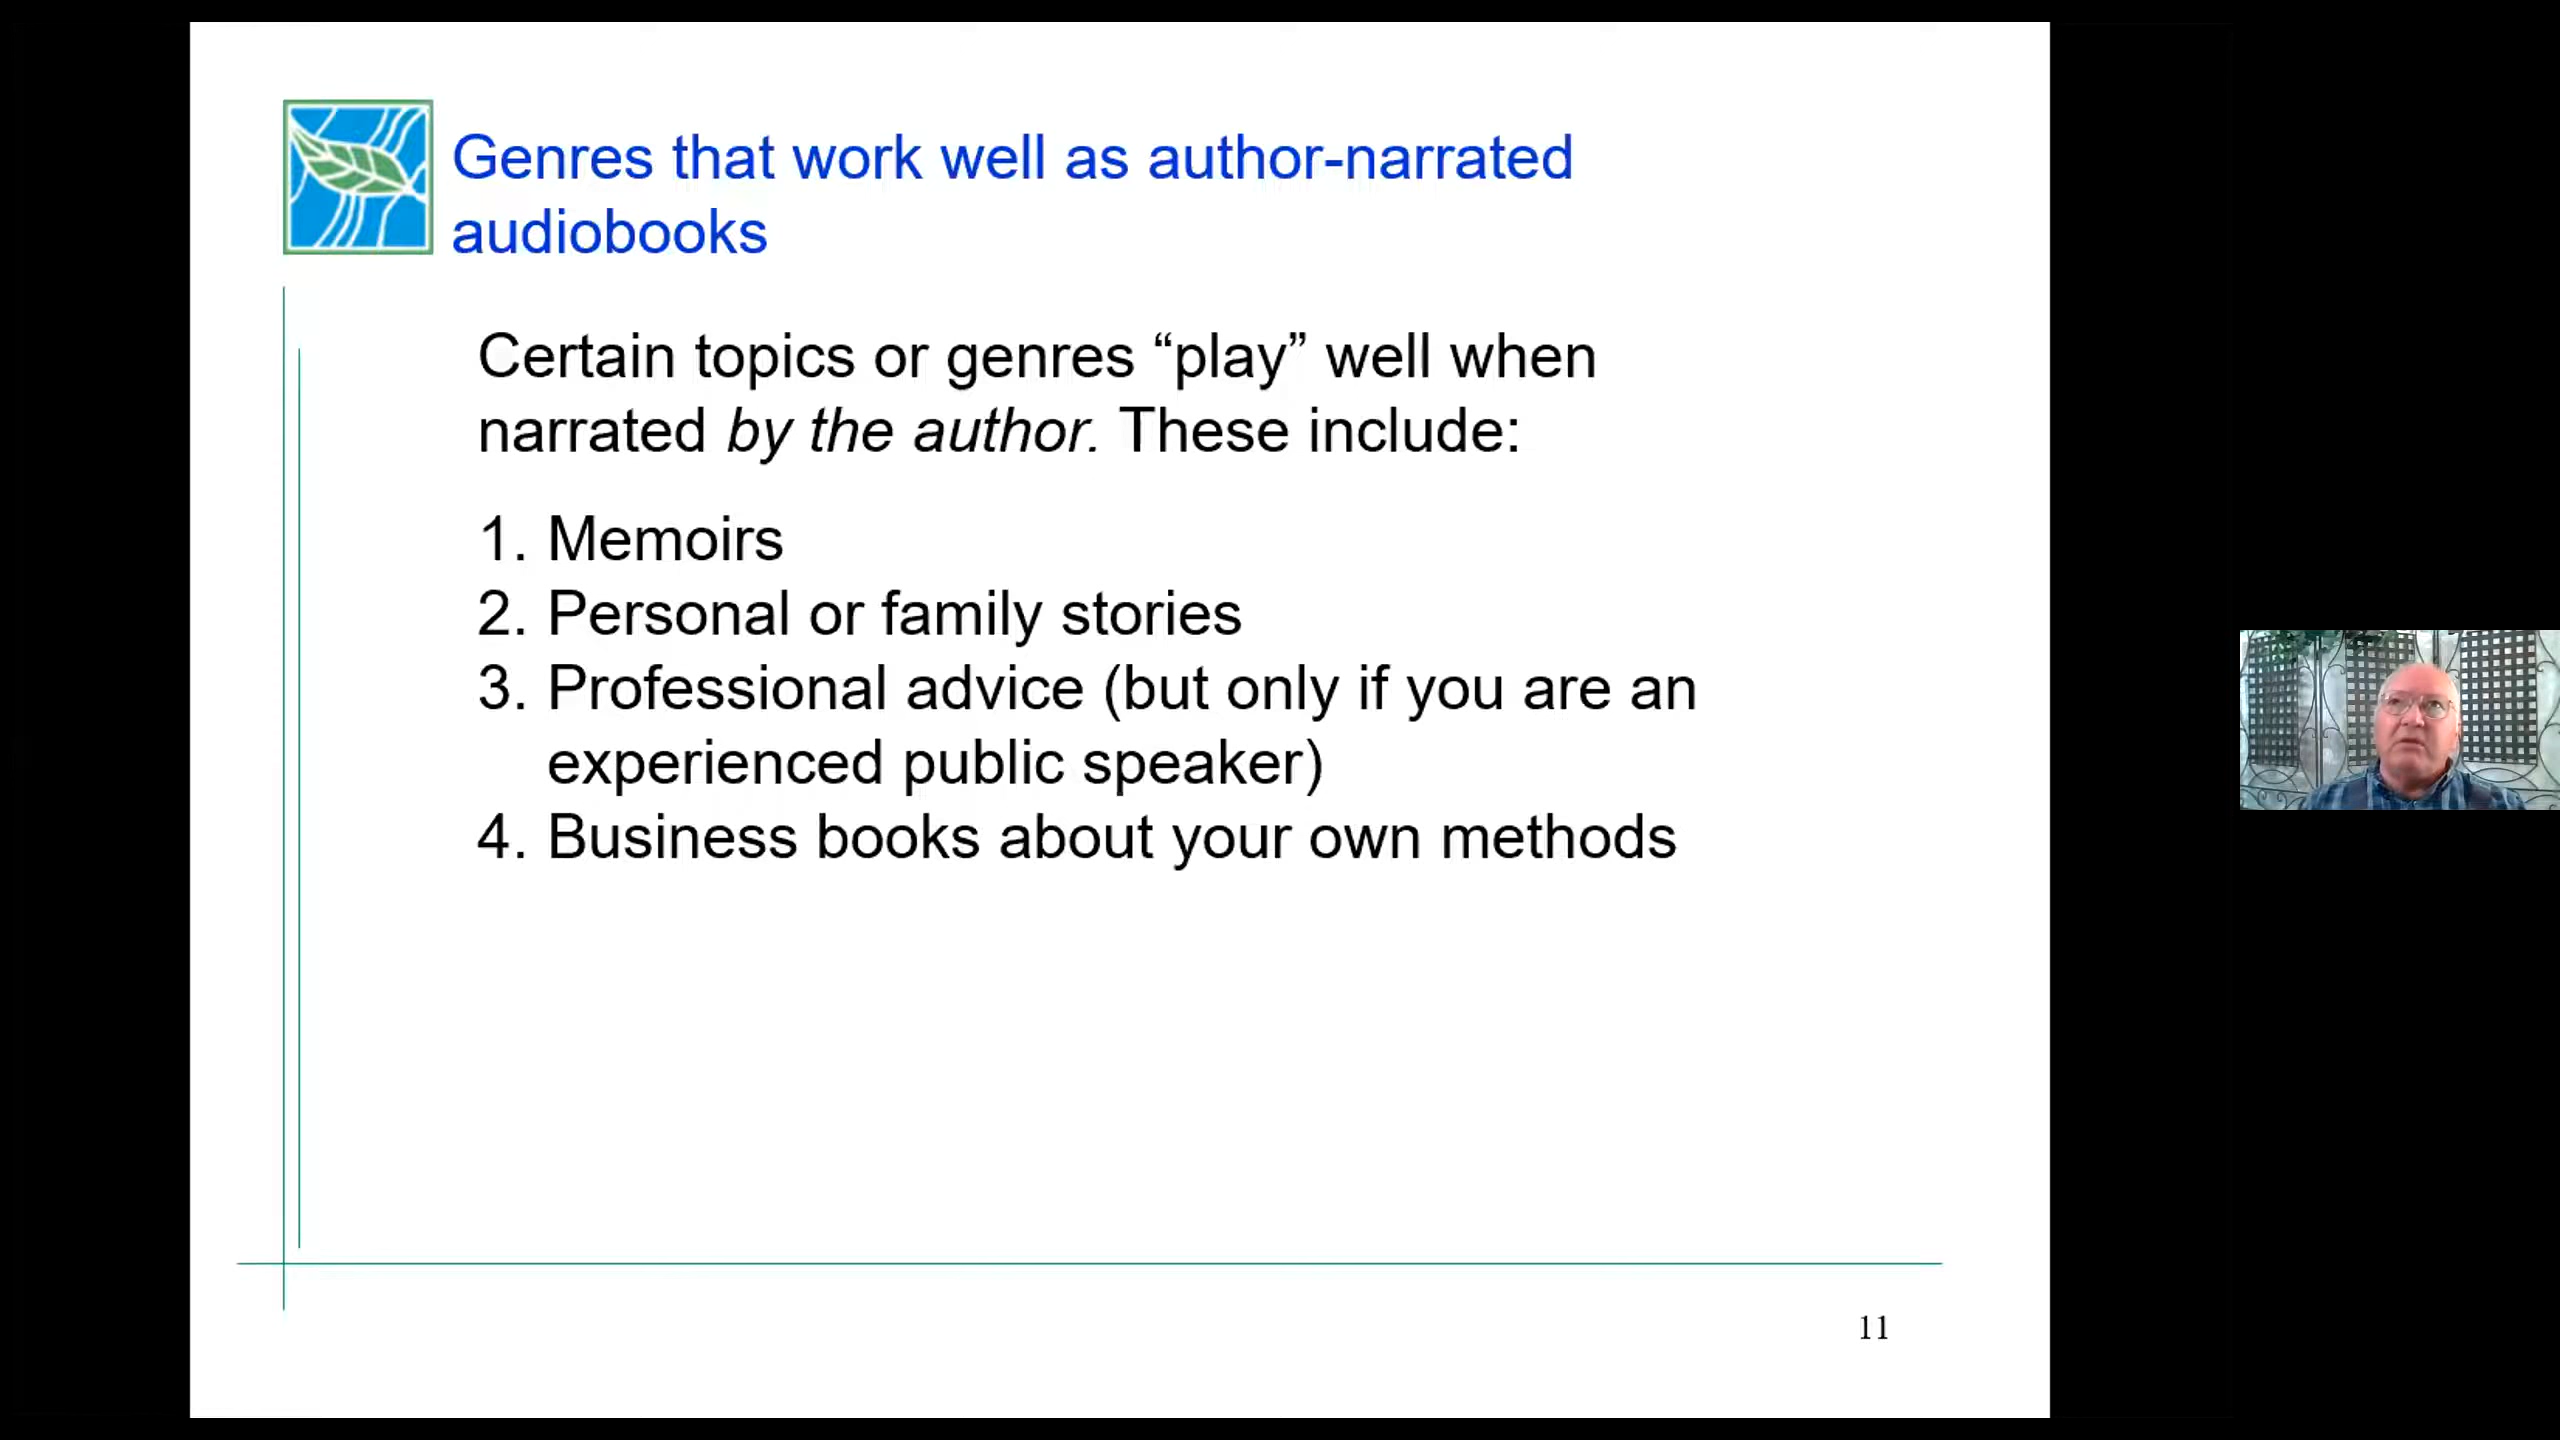 Genres that work well as author-narrated
audiobooks
Certain topics or genres “play” well when
narrated by the author. These include:
1. Memoirs
2. Personal or family stories
3. Professional advice (but only if you are an
experienced public speaker)
4. Business books about your own methods
11